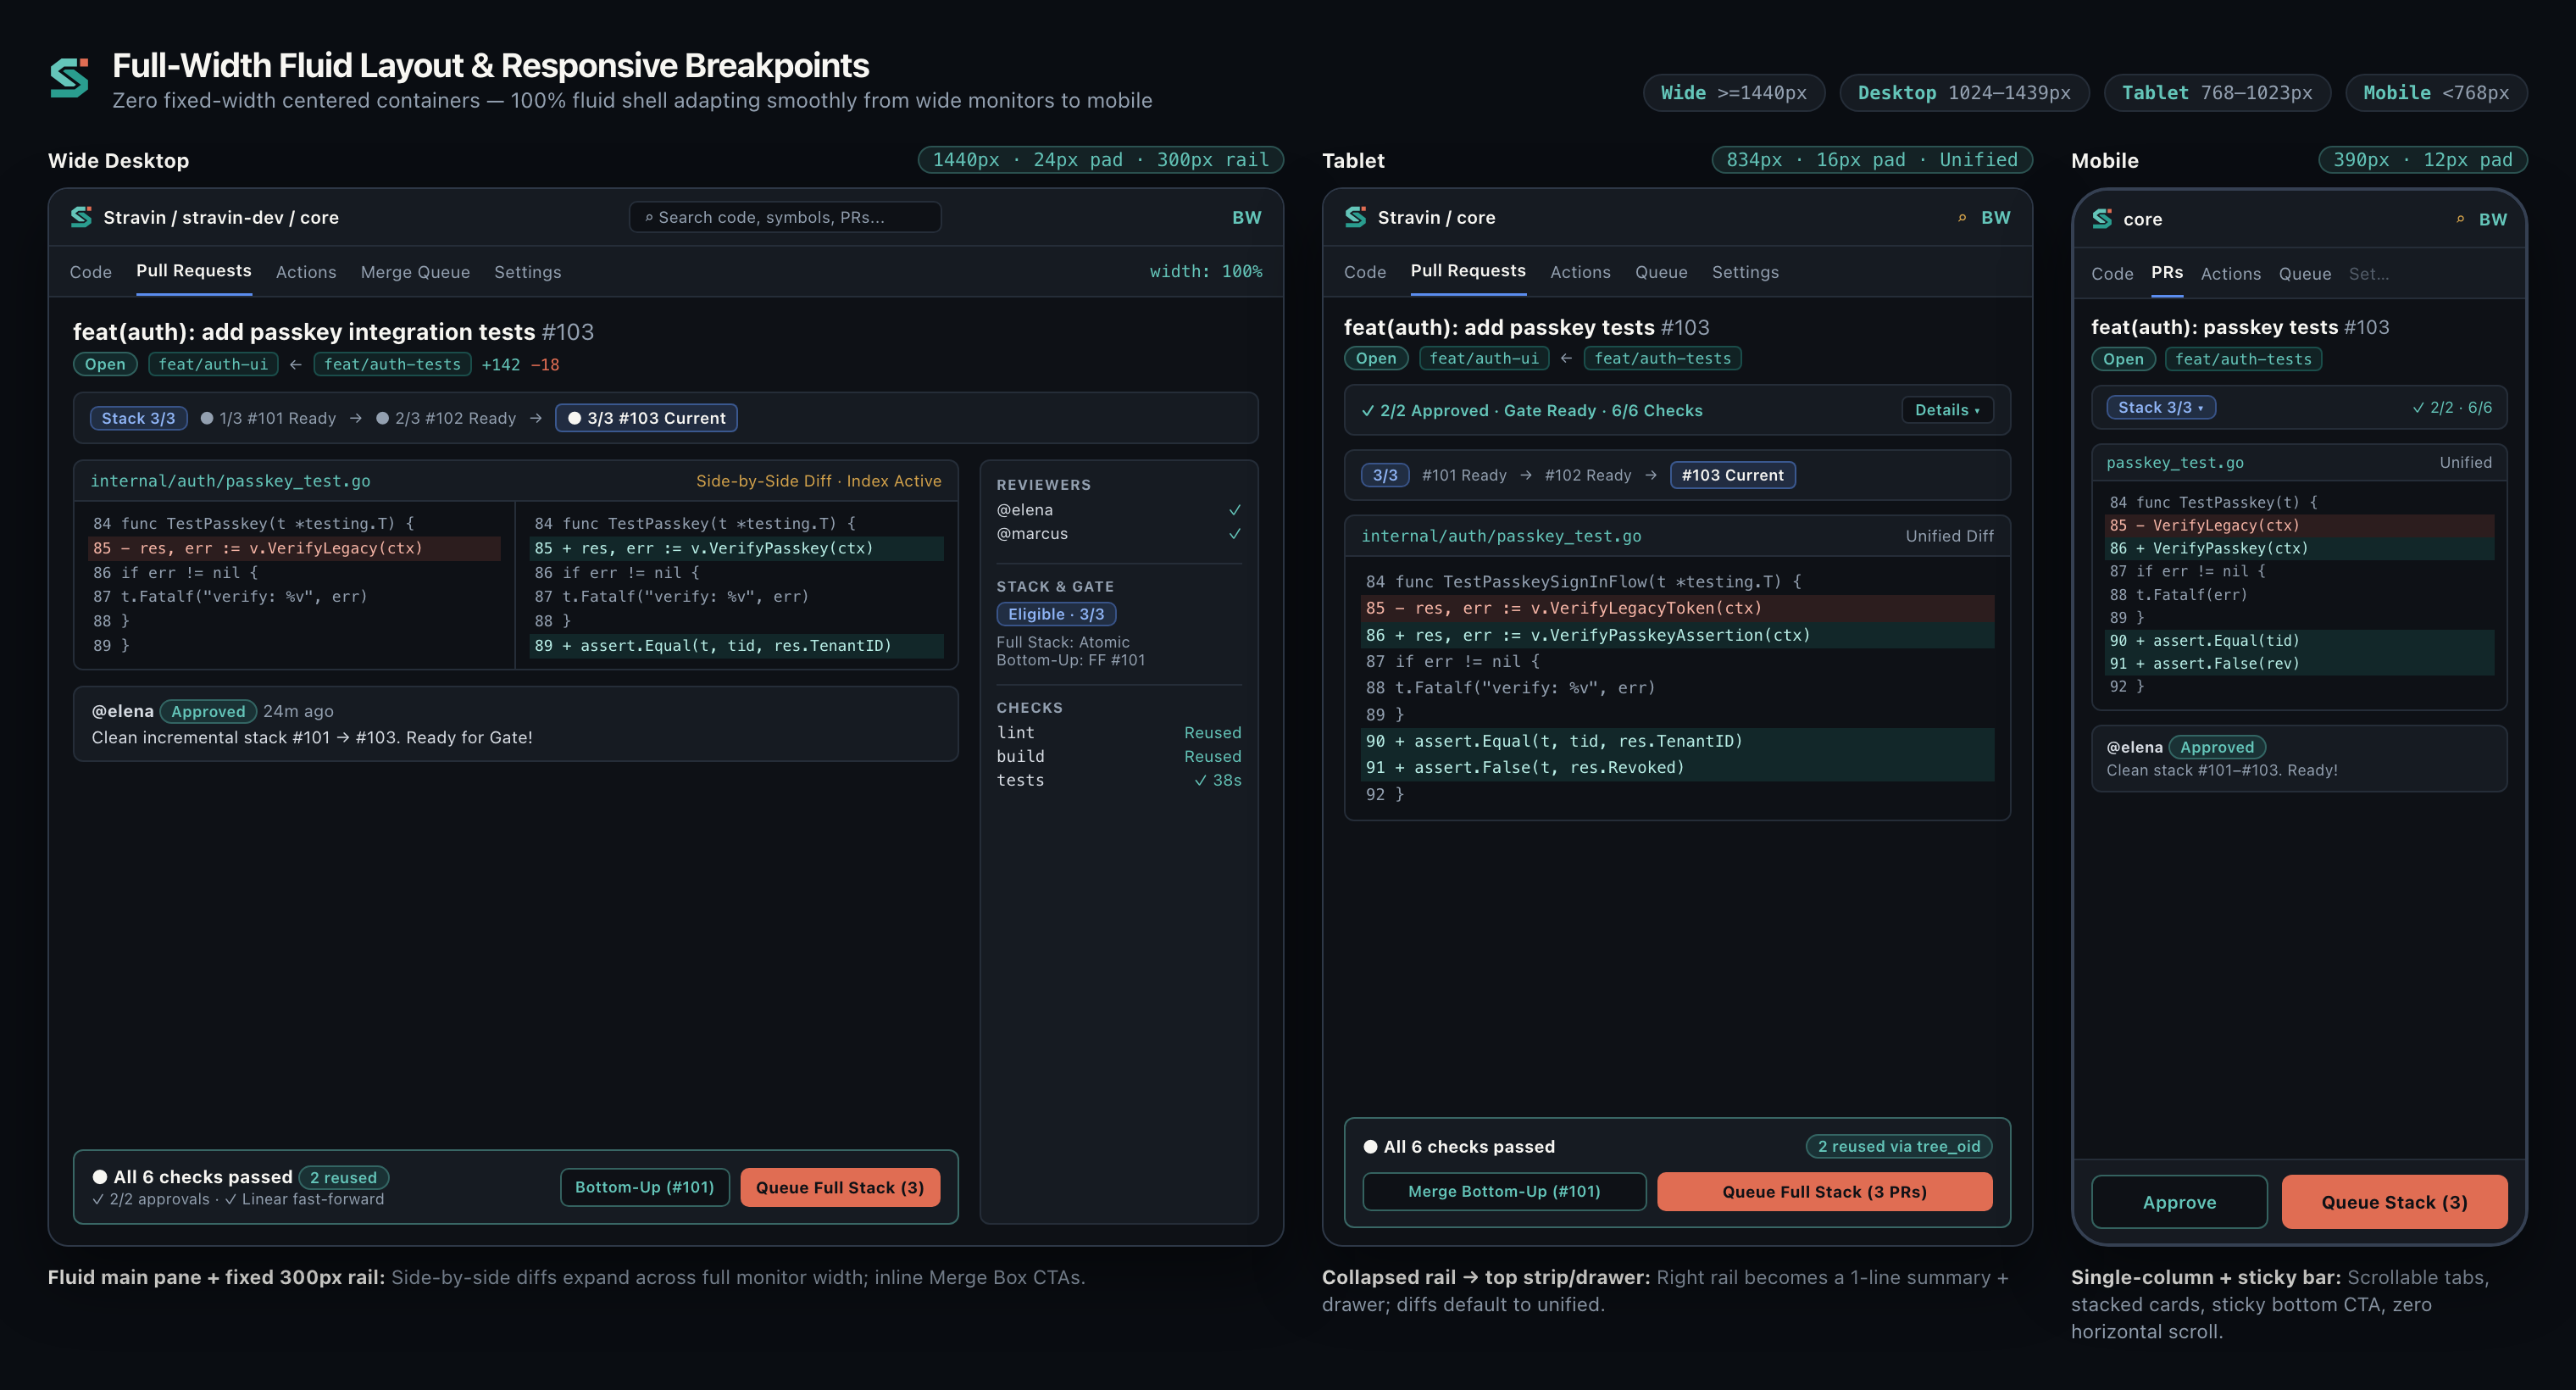 Full-Width Fluid Layout & Responsive Breakpoints
Zero fixed-width centered containers — 100% fluid shell adapting smoothly from wide monitors to mobile
Wide >=1440px
Desktop 1024–1439px
Tablet 768–1023px
Mobile <768px
Wide Desktop
1440px · 24px pad · 300px rail
Stravin / stravin-dev / core
⌕ Search code, symbols, PRs...
BW
Code Pull Requests Actions Merge Queue Settings
width: 100%
feat(auth): add passkey integration tests #103
Open feat/auth-ui ← feat/auth-tests +142 −18
Stack 3/3 ● 1/3 #101 Ready → ● 2/3 #102 Ready → ● 3/3 #103 Current
internal/auth/passkey_test.go
Side-by-Side Diff · Index Active
84 func TestPasskey(t *testing.T) {
85 − res, err := v.VerifyLegacy(ctx)
86 if err != nil {
87 t.Fatalf("verify: %v", err)
88 }
89 }
84 func TestPasskey(t *testing.T) {
85 + res, err := v.VerifyPasskey(ctx)
86 if err != nil {
87 t.Fatalf("verify: %v", err)
88 }
89 + assert.Equal(t, tid, res.TenantID)
@elena Approved 24m ago
Clean incremental stack #101 → #103. Ready for Gate!
● All 6 checks passed 2 reused
✓ 2/2 approvals · ✓ Linear fast-forward
Bottom-Up (#101)
Queue Full Stack (3)
REVIEWERS
@elena ✓
@marcus ✓
STACK & GATE
Eligible · 3/3
Full Stack: Atomic
Bottom-Up: FF #101
CHECKS
lint Reused
build Reused
tests ✓ 38s
Fluid main pane + fixed 300px rail: Side-by-side diffs expand across full monitor width; inline Merge Box CTAs.
Tablet
834px · 16px pad · Unified
Stravin / core
⌕ BW
Code Pull Requests Actions Queue Settings
feat(auth): add passkey tests #103
Open feat/auth-ui ← feat/auth-tests
✓ 2/2 Approved · Gate Ready · 6/6 Checks
Details ▾
3/3 #101 Ready → #102 Ready → #103 Current
internal/auth/passkey_test.go
Unified Diff
84 func TestPasskeySignInFlow(t *testing.T) {
85 − res, err := v.VerifyLegacyToken(ctx)
86 + res, err := v.VerifyPasskeyAssertion(ctx)
87 if err != nil {
88 t.Fatalf("verify: %v", err)
89 }
90 + assert.Equal(t, tid, res.TenantID)
91 + assert.False(t, res.Revoked)
92 }
● All 6 checks passed
2 reused via tree_oid
Merge Bottom-Up (#101)
Queue Full Stack (3 PRs)
Collapsed rail → top strip/drawer: Right rail becomes a 1-line summary +
drawer; diffs default to unified.
Mobile
390px · 12px pad
core
⌕ BW
Code PRs Actions Queue Set...
feat(auth): passkey tests #103
Open feat/auth-tests
Stack 3/3 ▾
✓ 2/2 · 6/6
passkey_test.go
Unified
84 func TestPasskey(t) {
85 − VerifyLegacy(ctx)
86 + VerifyPasskey(ctx)
87 if err != nil {
88 t.Fatalf(err)
89 }
90 + assert.Equal(tid)
91 + assert.False(rev)
92 }
@elena Approved
Clean stack #101–#103. Ready!
Approve
Queue Stack (3)
Single-column + sticky bar: Scrollable tabs,
stacked cards, sticky bottom CTA, zero
horizontal scroll.